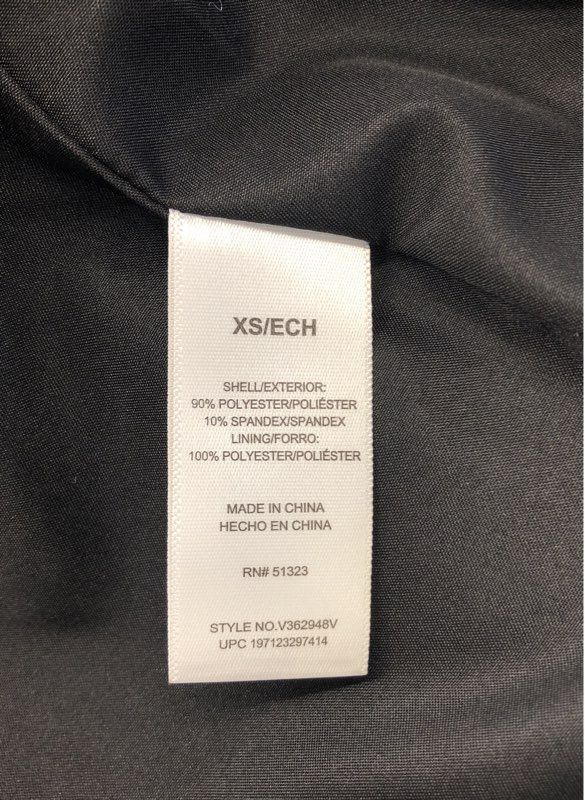 XS/ECH
SHELL/EXTERIOR:
90% POLYESTER/POLIÉSTER
10% SPANDEX/SPANDEX
LINING/FORRO:
100% POLYESTER/POLIÉSTER
MADE IN CHINA
HECHO EN CHINA
RN# 51323
STYLE NO.V362948V
UPC 197123297414